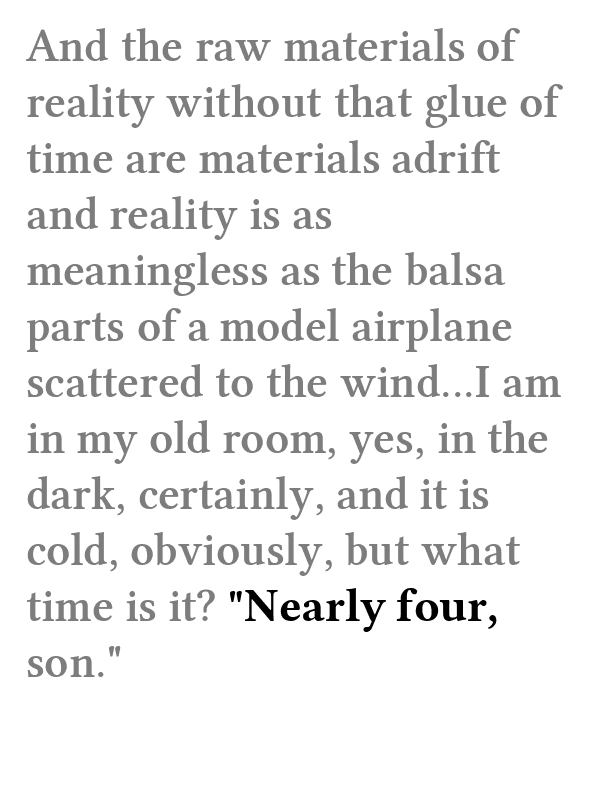 And the raw materials of
reality without that glue of
time are materials adrift
and reality is as
meaningless as the balsa
parts of a model airplane
scattered to the wind...I am
in my old room, yes, in the
dark, certainly, and it is
cold, obviously, but what
time is it? "Nearly four,
son."